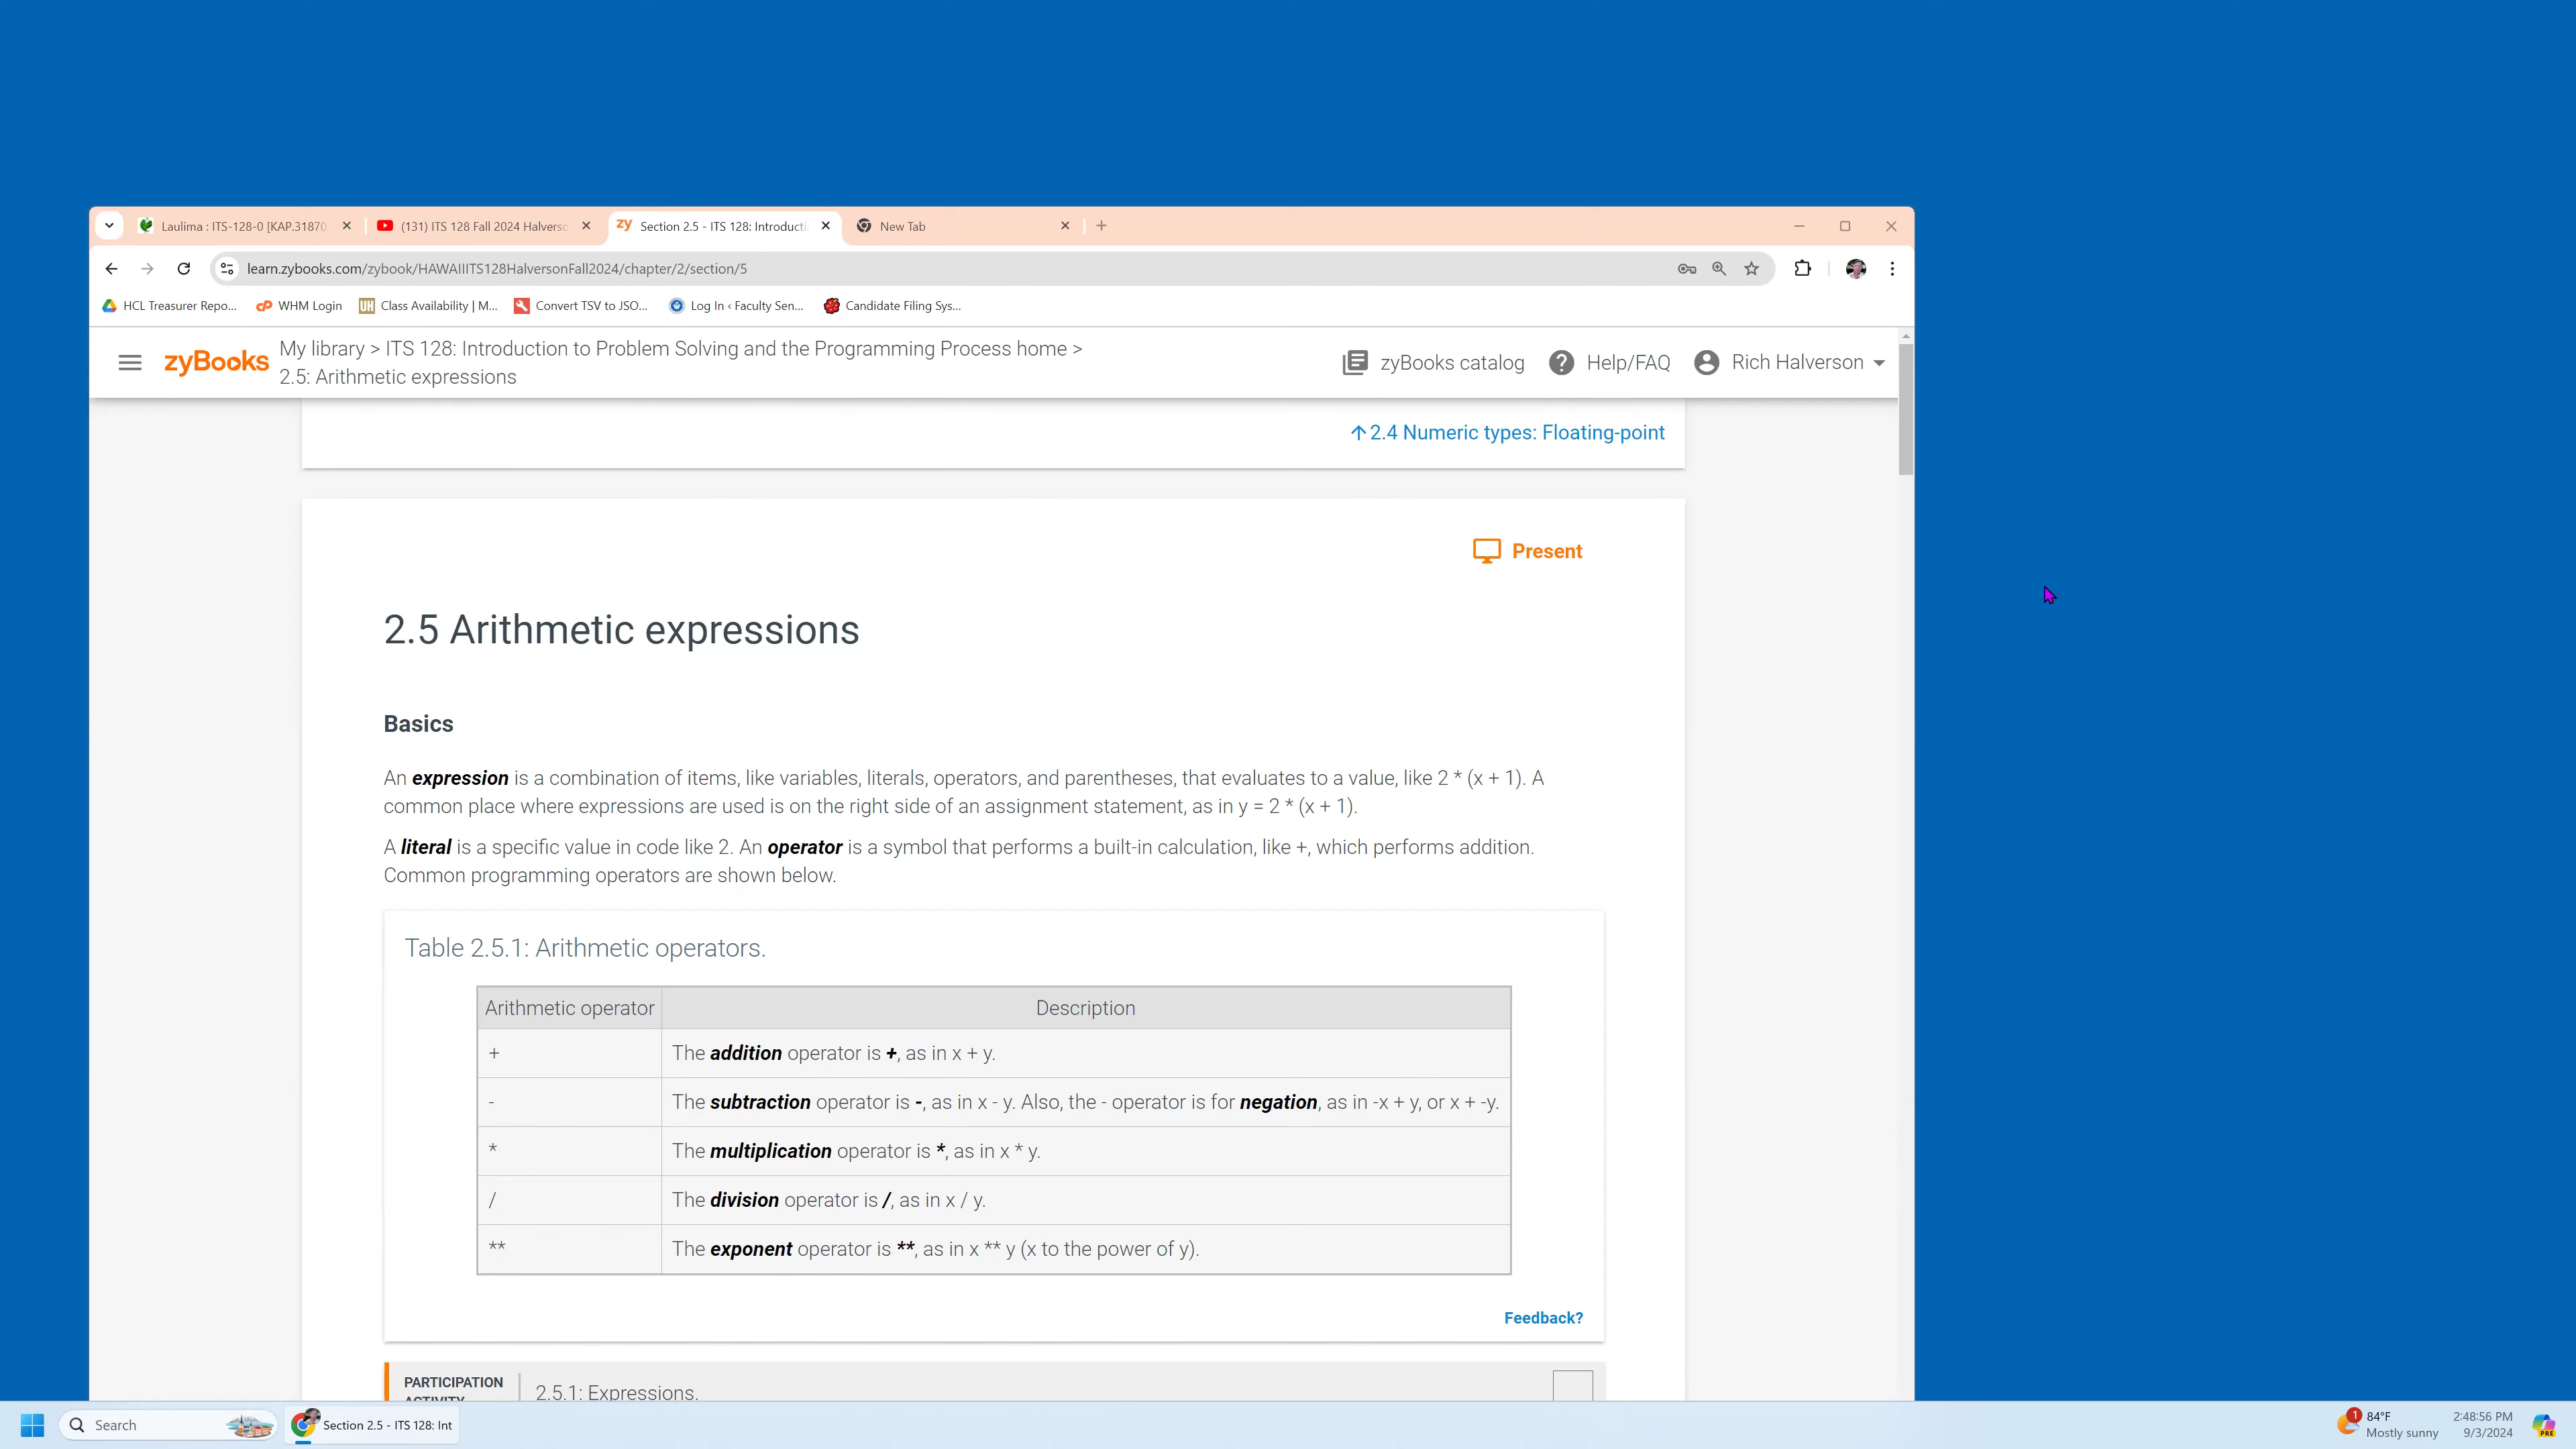 Laulima : ITS-128-0 [KAP.31870
(131) ITS 128 Fall 2024 Halverso
zy Section 2.5 - ITS 128: Introducti
New Tab
learn.zybooks.com/zybook/HAWAIIITS128HalversonFall2024/chapter/2/section/5
HCL Treasurer Repo...
WHM Login
UH Class Availability | M...
Convert TSV to JSO...
Log In ‹ Faculty Sen...
Candidate Filing Sys...
zyBooks
My library > ITS 128: Introduction to Problem Solving and the Programming Process home >
2.5: Arithmetic expressions
zyBooks catalog
Help/FAQ
Rich Halverson
↑2.4 Numeric types: Floating-point
Present
2.5 Arithmetic expressions
Basics
An expression is a combination of items, like variables, literals, operators, and parentheses, that evaluates to a value, like 2 * (x + 1). A
common place where expressions are used is on the right side of an assignment statement, as in y = 2 * (x + 1).
A literal is a specific value in code like 2. An operator is a symbol that performs a built-in calculation, like +, which performs addition.
Common programming operators are shown below.
Table 2.5.1: Arithmetic operators.
Arithmetic operator Description
+ The addition operator is +, as in x + y.
- The subtraction operator is -, as in x - y. Also, the - operator is for negation, as in -x + y, or x + -y.
* The multiplication operator is *, as in x * y.
/ The division operator is /, as in x / y.
** The exponent operator is **, as in x ** y (x to the power of y).
Feedback?
PARTICIPATION
ACTIVITY
2.5.1: Expressions.
Search
Section 2.5 - ITS 128: Int
1
84°F
Mostly sunny
2:48:56 PM
9/3/2024
PRE